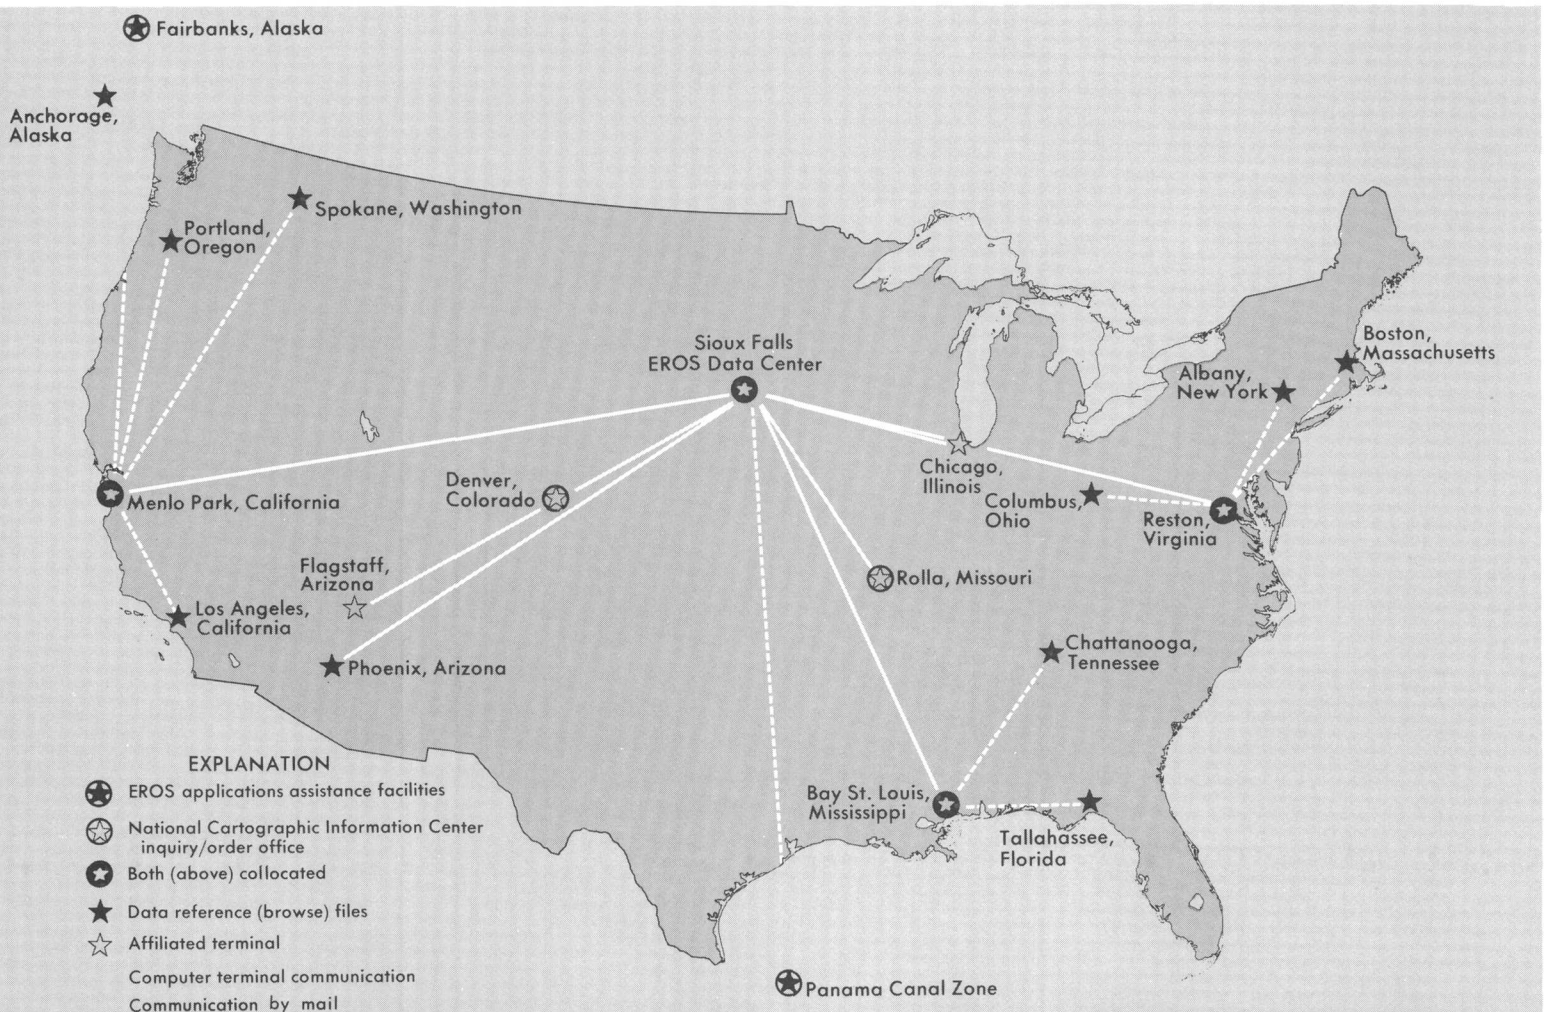 Fairbanks, Alaska
Anchorage,
Alaska
Spokane, Washington
Portland,
Oregon
Sioux Falls
EROS Data Center
Boston,
Massachusetts
Albany,
New York
Chicago,
Illinois
Columbus,
Ohio
Reston,
Virginia
Menlo Park, California
Denver,
Colorado
Flagstaff,
Arizona
Rolla, Missouri
Los Angeles,
California
Phoenix, Arizona
Chattanooga,
Tennessee
Bay St. Louis,
Mississippi
Tallahassee,
Florida
Panama Canal Zone
EXPLANATION
EROS applications assistance facilities
National Cartographic Information Center
inquiry/order office
Both (above) collocated
Data reference (browse) files
Affiliated terminal
Computer terminal communication
Communication by mail